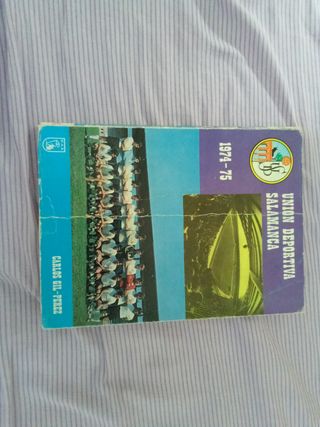 UNION DEPORTIVA
SALAMANCA
1974-75
CARLOS GIL-PEREZ